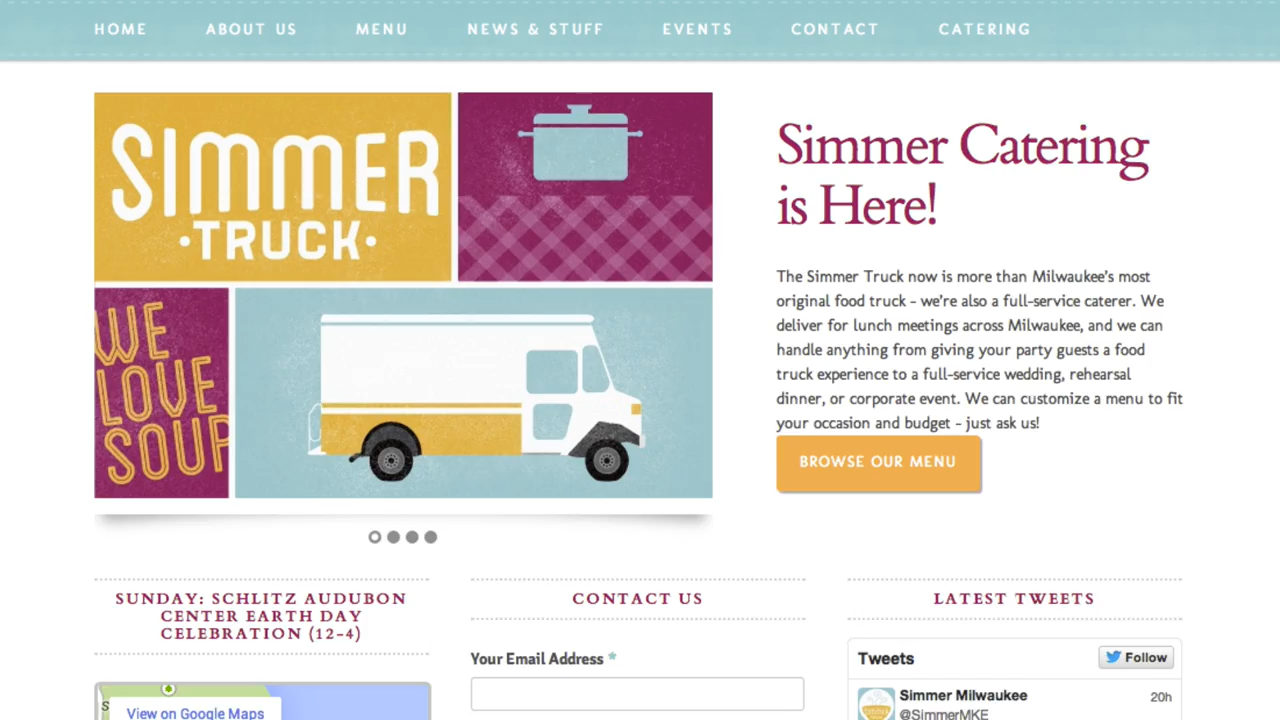 HOME ABOUT US MENU NEWS & STUFF EVENTS CONTACT CATERING
SIMMER
·TRUCK·
WE
LOVE
SOUP
Simmer Catering
is Here!
The Simmer Truck now is more than Milwaukee's most
original food truck - we're also a full-service caterer. We
deliver for lunch meetings across Milwaukee, and we can
handle anything from giving your party guests a food
truck experience to a full-service wedding, rehearsal
dinner, or corporate event. We can customize a menu to fit
your occasion and budget - just ask us!
BROWSE OUR MENU
SUNDAY: SCHLITZ AUDUBON
CENTER EARTH DAY
CELEBRATION (12-4)
View on Google Maps
CONTACT US
Your Email Address *
LATEST TWEETS
Tweets
Follow
Simmer Milwaukee 20h
@SimmerMKE